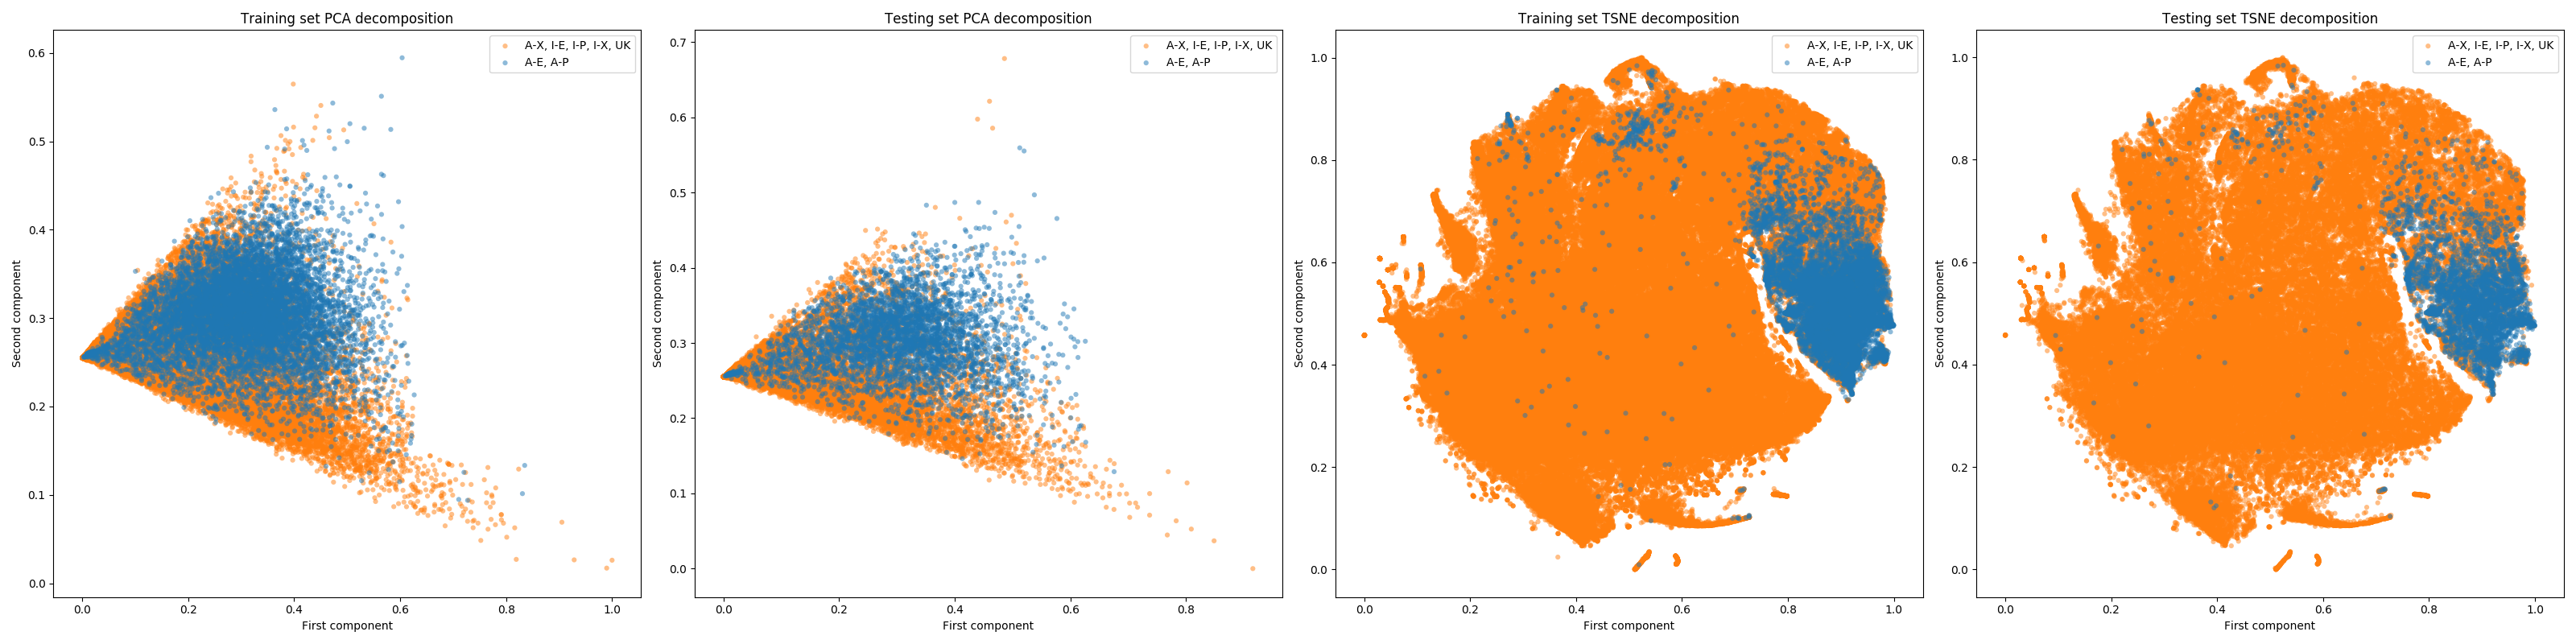 Training set PCA decomposition
A-X, I-E, I-P, I-X, UK
A-E, A-P
Second component
0.6
0.5
0.4
0.3
0.2
0.1
0.0
0.0 0.2 0.4 0.6 0.8 1.0
First component
Testing set PCA decomposition
A-X, I-E, I-P, I-X, UK
A-E, A-P
Second component
0.7
0.6
0.5
0.4
0.3
0.2
0.1
0.0
0.0 0.2 0.4 0.6 0.8
First component
Training set TSNE decomposition
A-X, I-E, I-P, I-X, UK
A-E, A-P
Second component
1.0
0.8
0.6
0.4
0.2
0.0
0.0 0.2 0.4 0.6 0.8 1.0
First component
Testing set TSNE decomposition
A-X, I-E, I-P, I-X, UK
A-E, A-P
Second component
1.0
0.8
0.6
0.4
0.2
0.0
0.0 0.2 0.4 0.6 0.8 1.0
First component